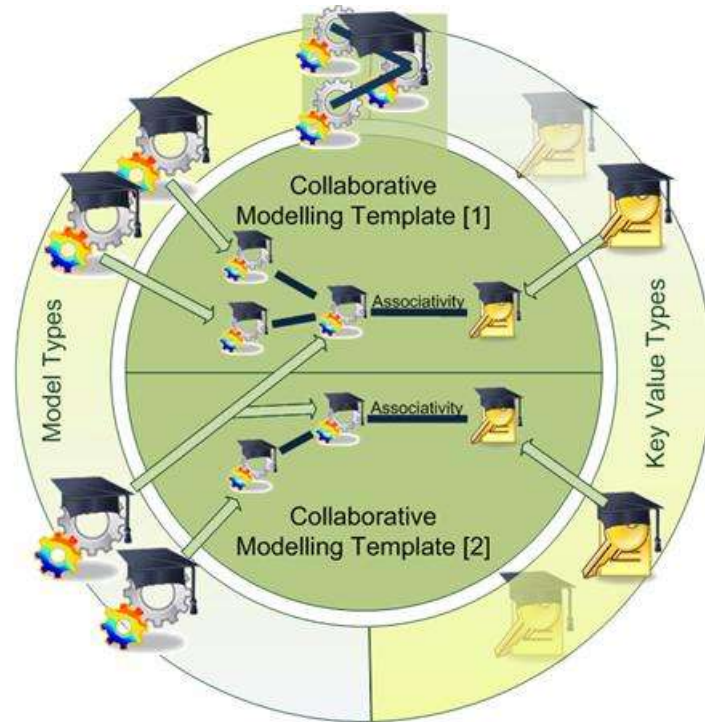 Collaborative
Modelling Template [1]
Associativity
Model Types
Key Value Types
Associativity
Collaborative
Modelling Template [2]